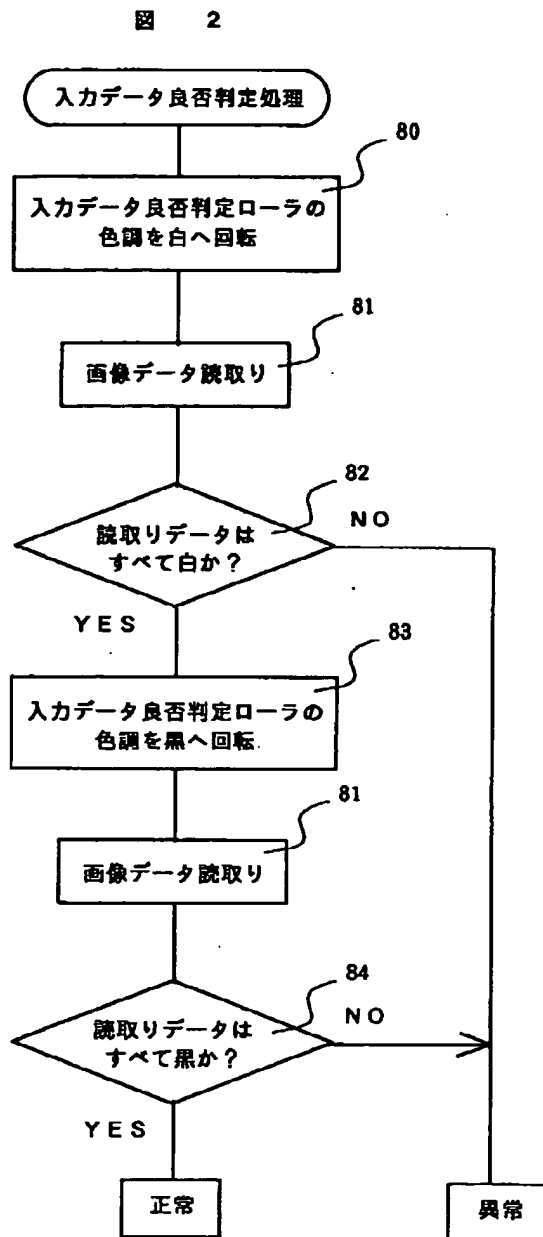 図 2
入力データ良否判定処理
80
入力データ良否判定ローラの
色調を白へ回転
81
画像データ読取り
82
読取りデータは
すべて白か？
NO
YES
83
入力データ良否判定ローラの
色調を黒へ回転
81
画像データ読取り
84
読取りデータは
すべて黒か？
NO
YES
正常
異常